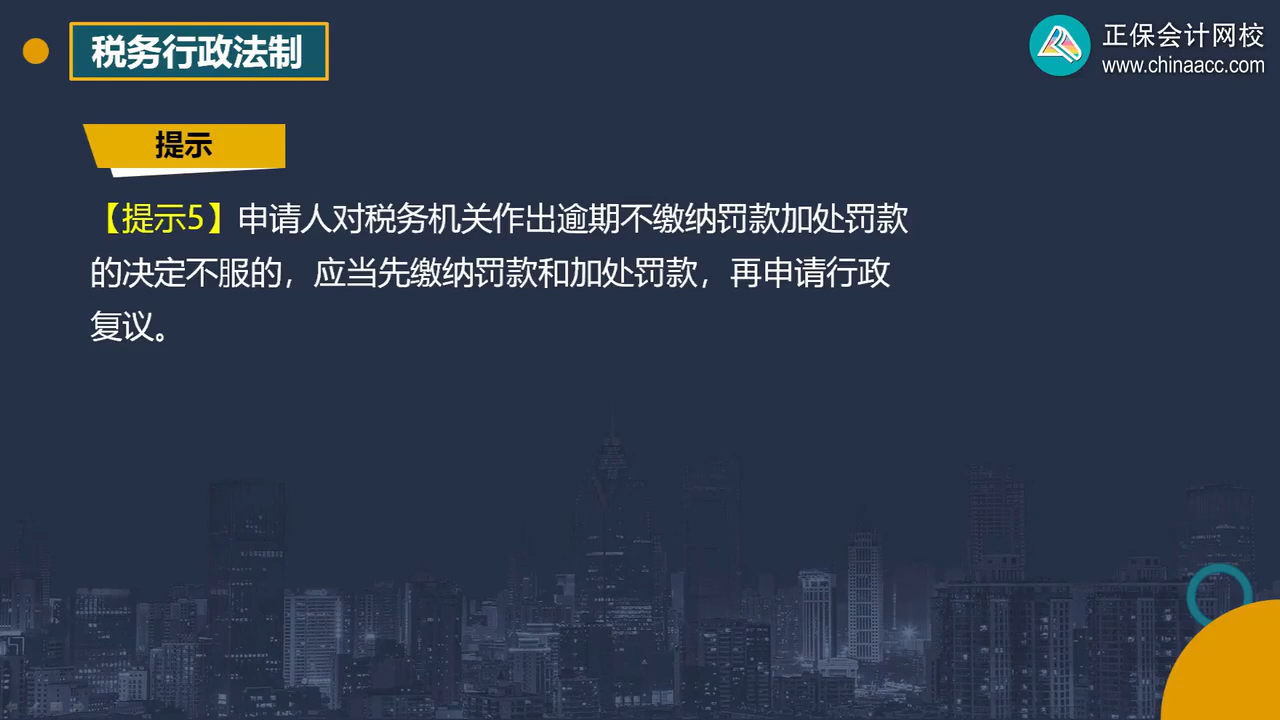 税务行政法制
正保会计网校
www.chinaacc.com
提示
【提示5】申请人对税务机关作出逾期不缴纳罚款加处罚款
的决定不服的，应当先缴纳罚款和加处罚款，再申请行政
复议。